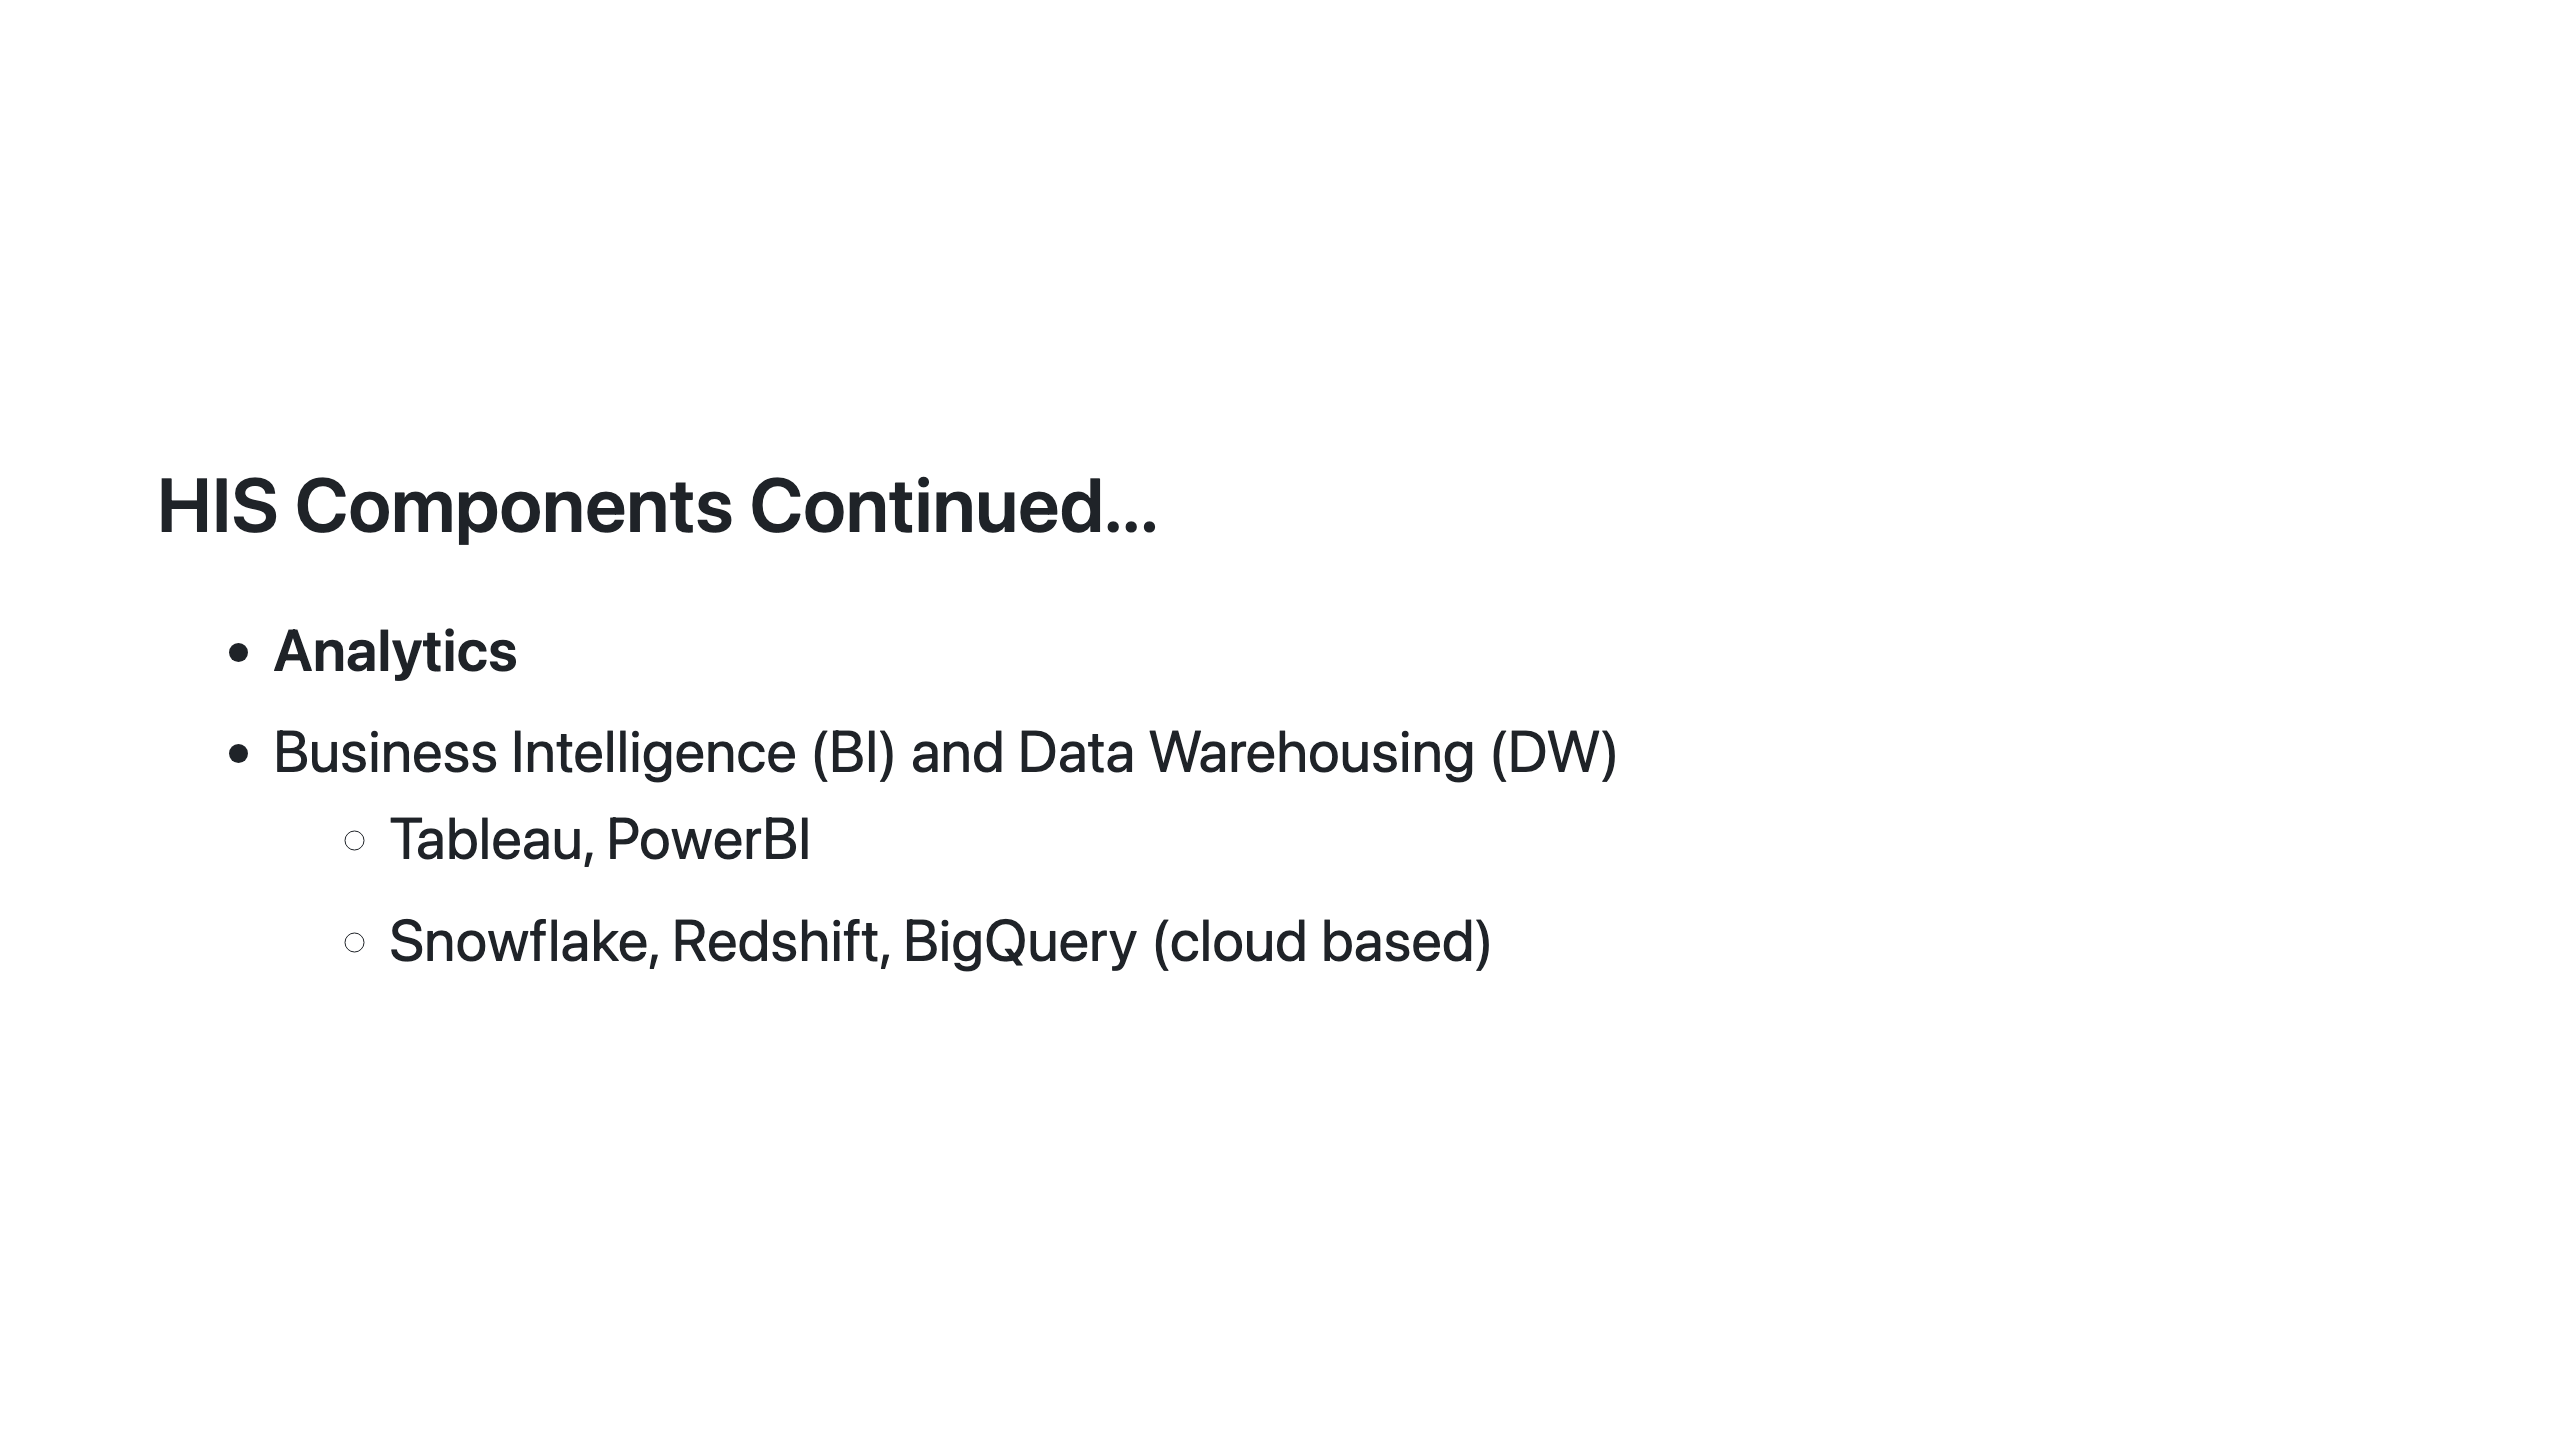 HIS Components Continued...
Analytics
Business Intelligence (BI) and Data Warehousing (DW)
Tableau, PowerBI
Snowflake, Redshift, BigQuery (cloud based)